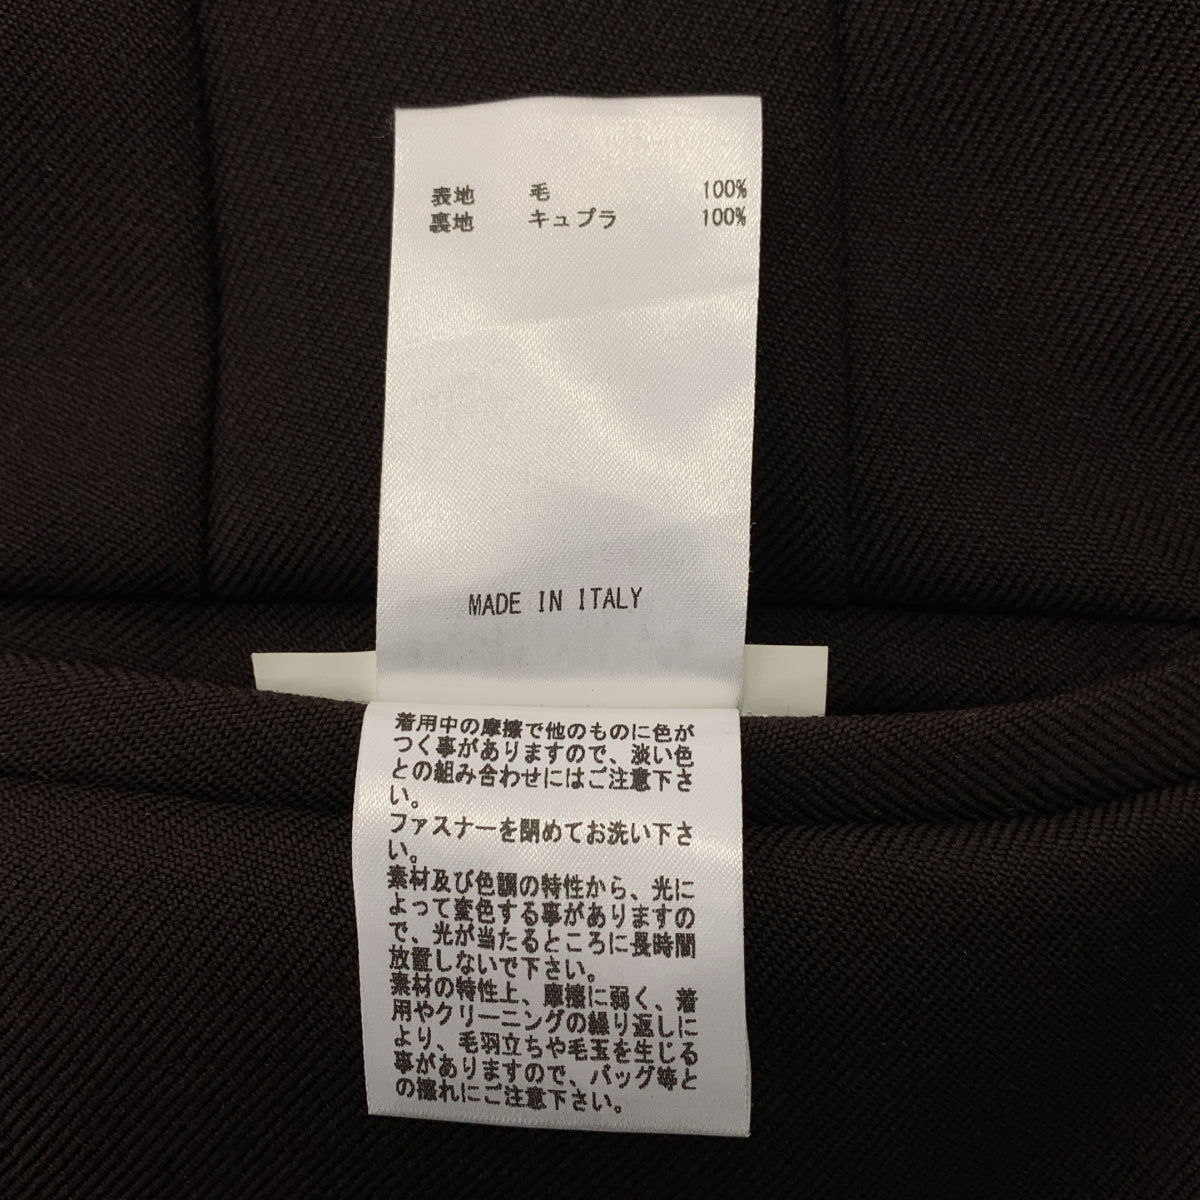 表地 毛 100%
裏地 キュプラ 100%
MADE IN ITALY
着用中の摩擦で他のものに色が
つく事がありますので、淡い色
との組み合わせにはご注意下さ
い。
ファスナーを閉めてお洗い下さ
い。
素材及び色調の特性から、光に
よって変色する事がありますの
で、光が当たるところに長時間
放置しないで下さい。
素材の特性上、摩擦に弱く、着
用やクリーニングの繰り返しに
より、毛羽立ちや毛玉を生じる
事がありますので、バッグ等と
の擦れにご注意下さい。